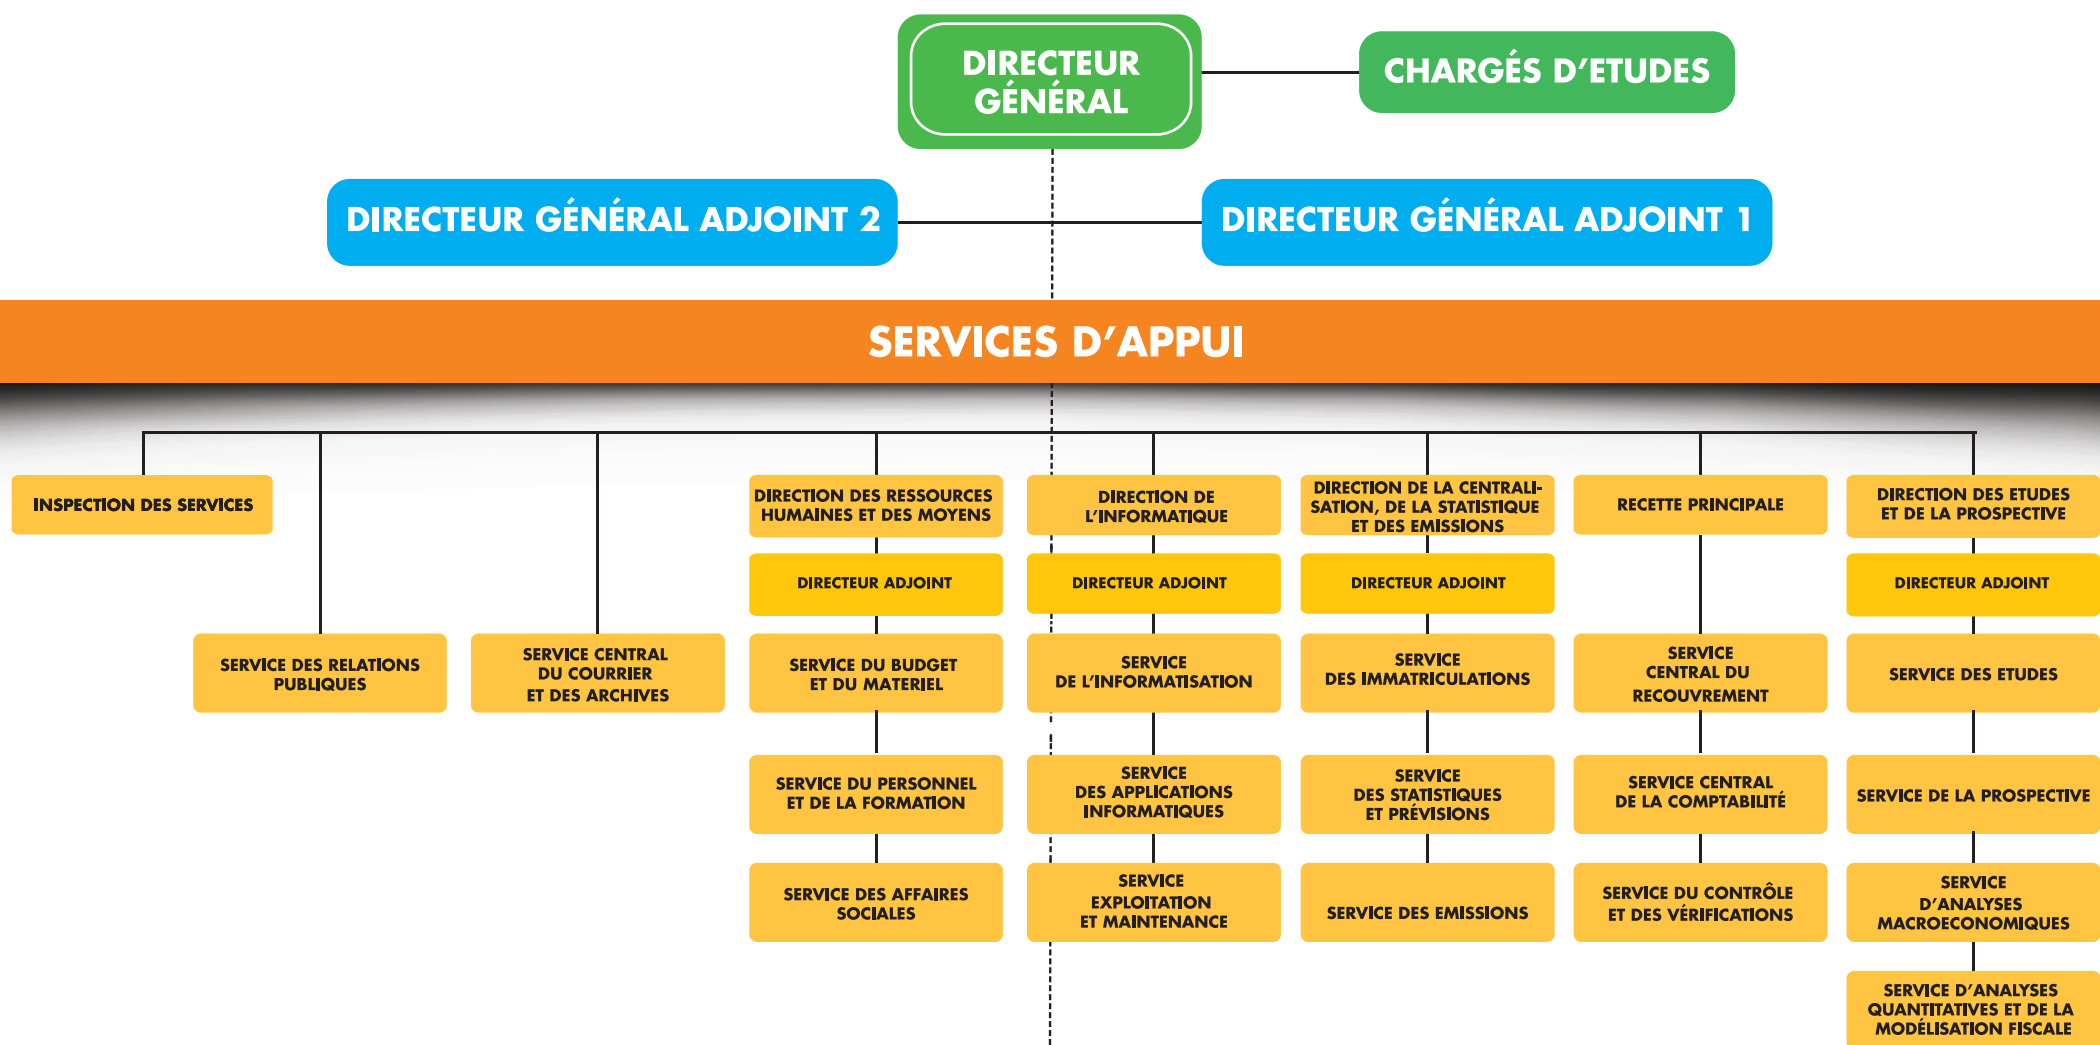 DIRECTEUR
GÉNÉRAL
CHARGÉS D'ETUDES
DIRECTEUR GÉNÉRAL ADJOINT 2
DIRECTEUR GÉNÉRAL ADJOINT 1
SERVICES D'APPUI
INSPECTION DES SERVICES
SERVICE DES RELATIONS
PUBLIQUES
SERVICE CENTRAL
DU COURRIER
ET DES ARCHIVES
DIRECTION DES RESSOURCES
HUMAINES ET DES MOYENS
DIRECTEUR ADJOINT
SERVICE DU BUDGET
ET DU MATERIEL
SERVICE DU PERSONNEL
ET DE LA FORMATION
SERVICE DES AFFAIRES
SOCIALES
DIRECTION DE
L'INFORMATIQUE
DIRECTEUR ADJOINT
SERVICE
DE L'INFORMATISATION
SERVICE
DES APPLICATIONS
INFORMATIQUES
SERVICE
EXPLOITATION
ET MAINTENANCE
DIRECTION DE LA CENTRALI-
SATION, DE LA STATISTIQUE
ET DES EMISSIONS
DIRECTEUR ADJOINT
SERVICE
DES IMMATRICULATIONS
SERVICE
DES STATISTIQUES
ET PRÉVISIONS
SERVICE DES EMISSIONS
RECETTE PRINCIPALE
SERVICE
CENTRAL DU
RECOUVREMENT
SERVICE CENTRAL
DE LA COMPTABILITÉ
SERVICE DU CONTRÔLE
ET DES VÉRIFICATIONS
DIRECTION DES ETUDES
ET DE LA PROSPECTIVE
DIRECTEUR ADJOINT
SERVICE DES ETUDES
SERVICE DE LA PROSPECTIVE
SERVICE
D'ANALYSES
MACROECONOMIQUES
SERVICE D'ANALYSES
QUANTITATIVES ET DE LA
MODÉLISATION FISCALE